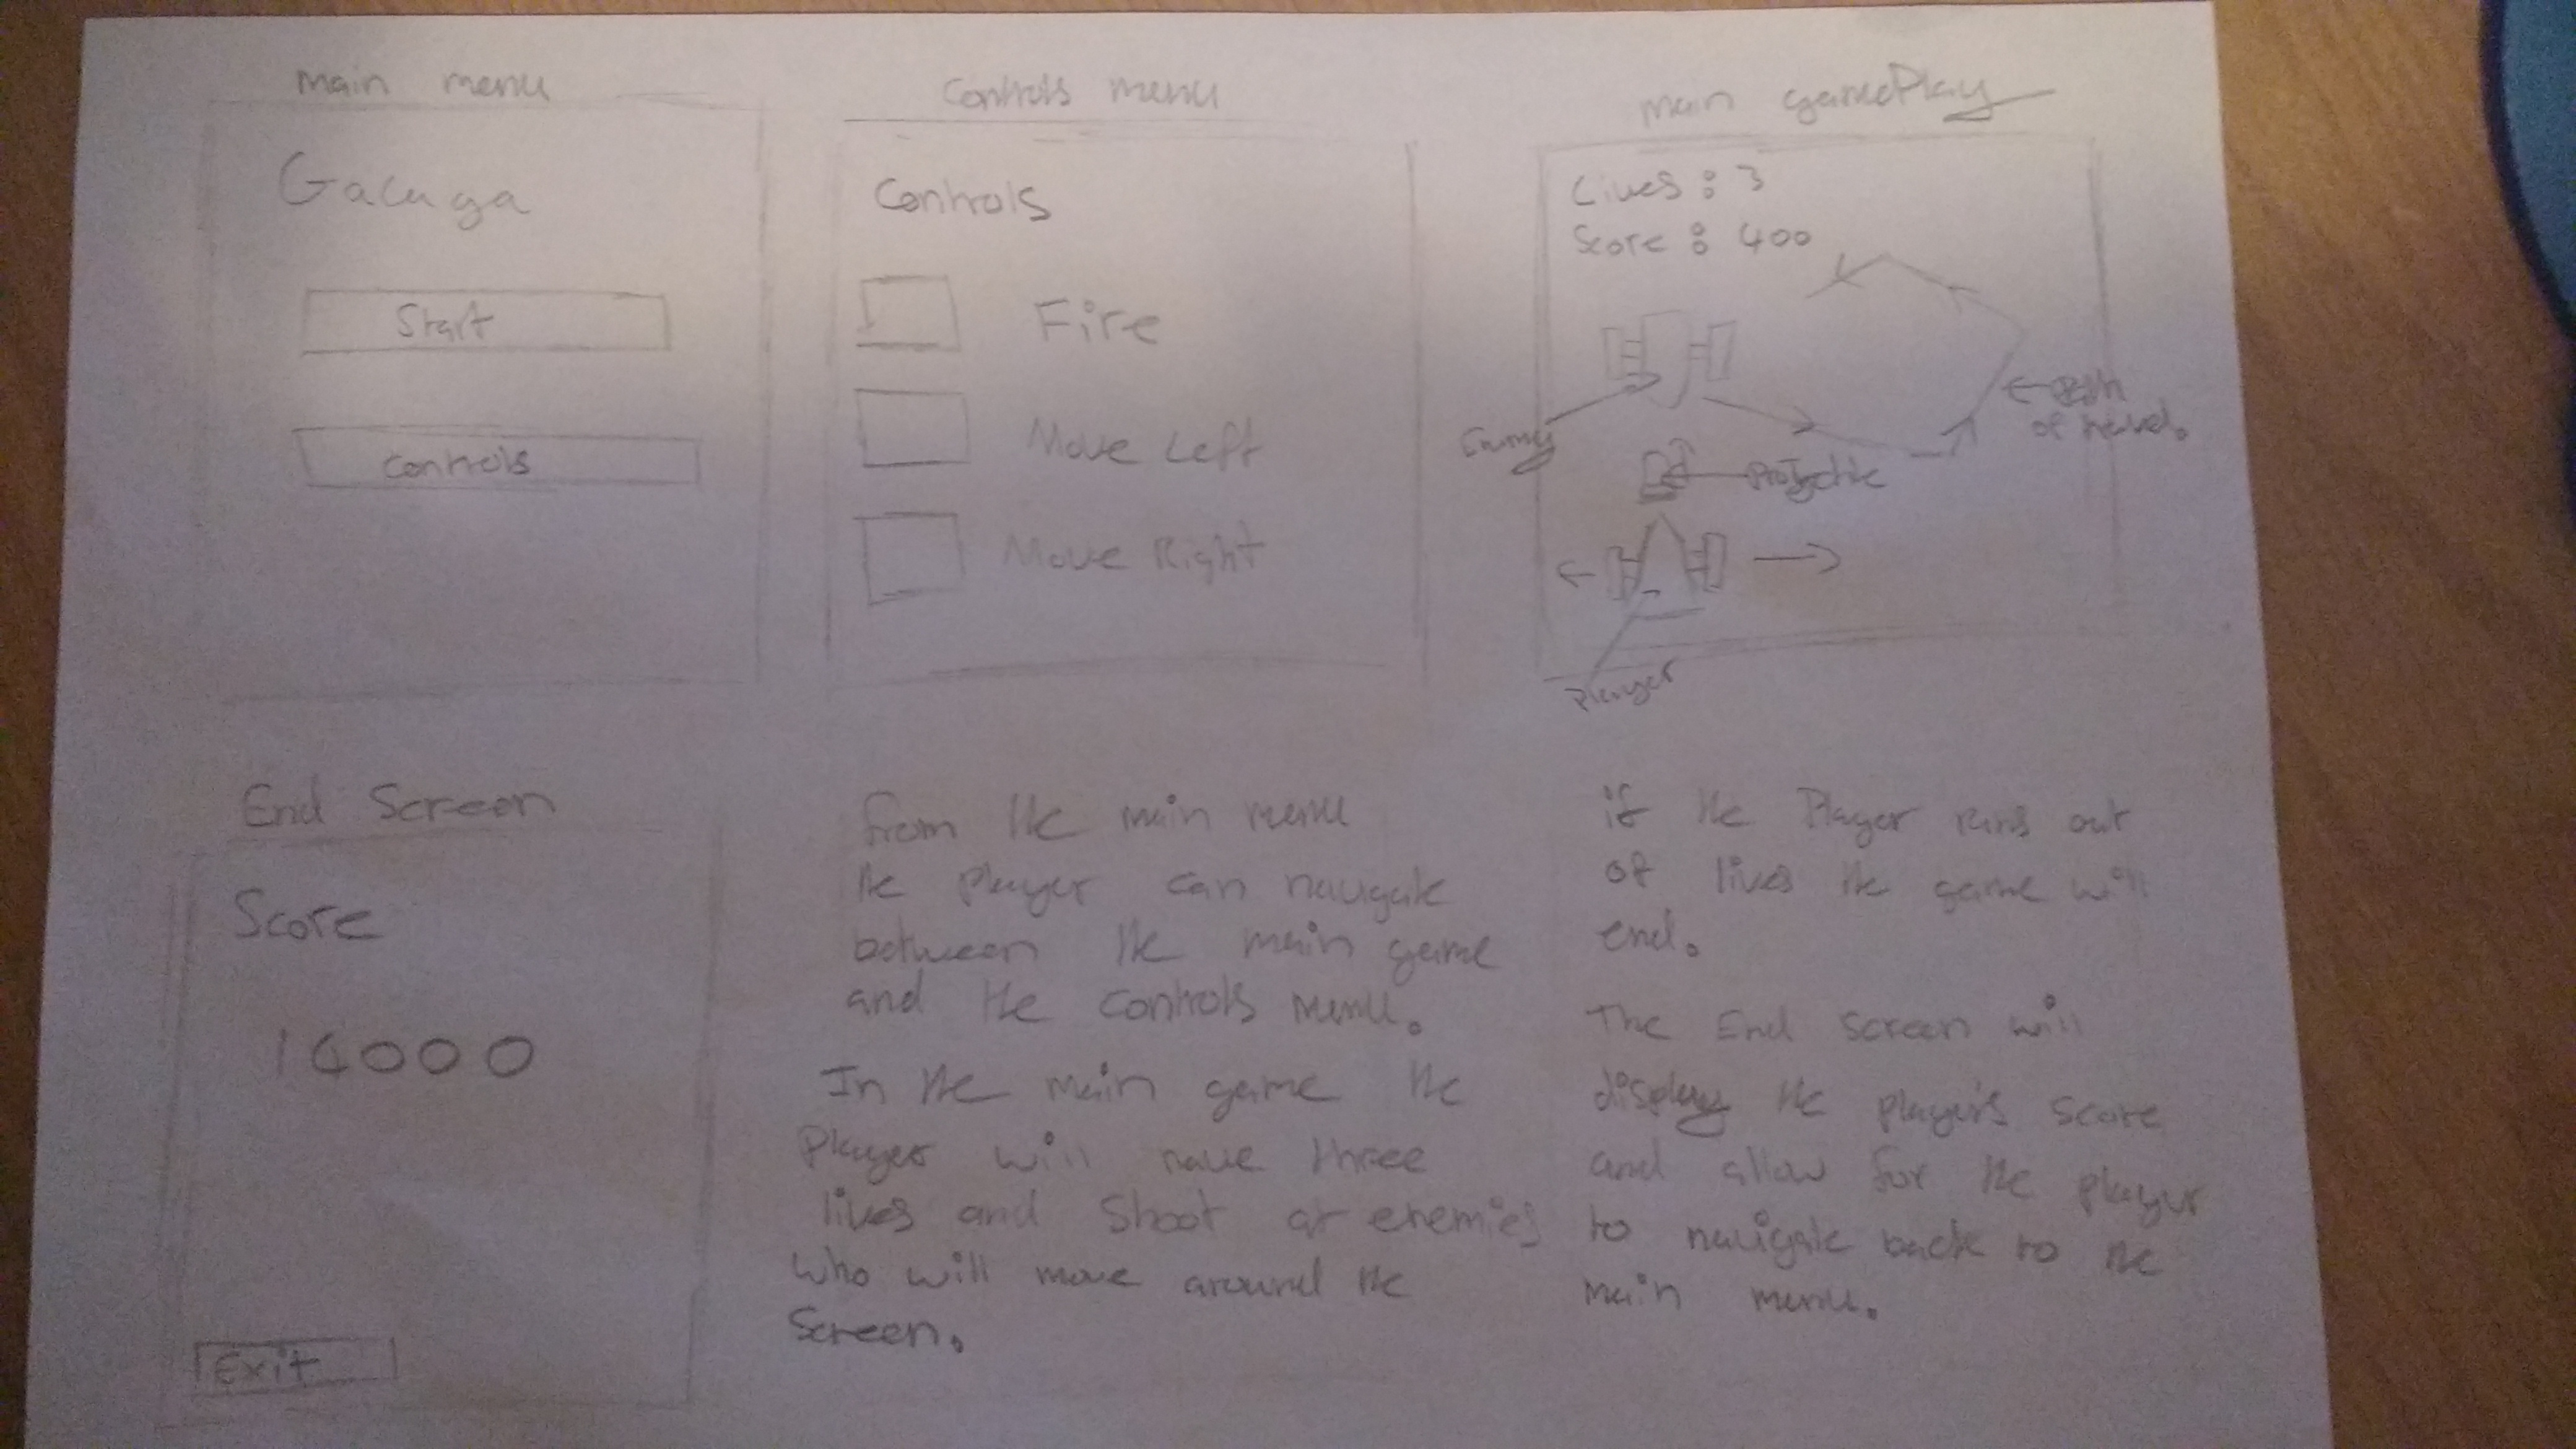 main menu
Galuga
Start
controls
Controls menu
Controls
Fire
Move Left
Move Right
main gamePlay
Lives : 3
Score : 400
Enemy
path
of travel.
Projectile
player
End Screen
Score
14000
Exit
from the main menu
the player can navigate
between the main game
and the controls menu.
In the main game the
player will have three
lives and shoot at enemies
who will move around the
Screen.
if the Player runs out
of lives the game will
end.
The End screen will
display the player's score
and allow for the player
to navigate back to the
main menu.